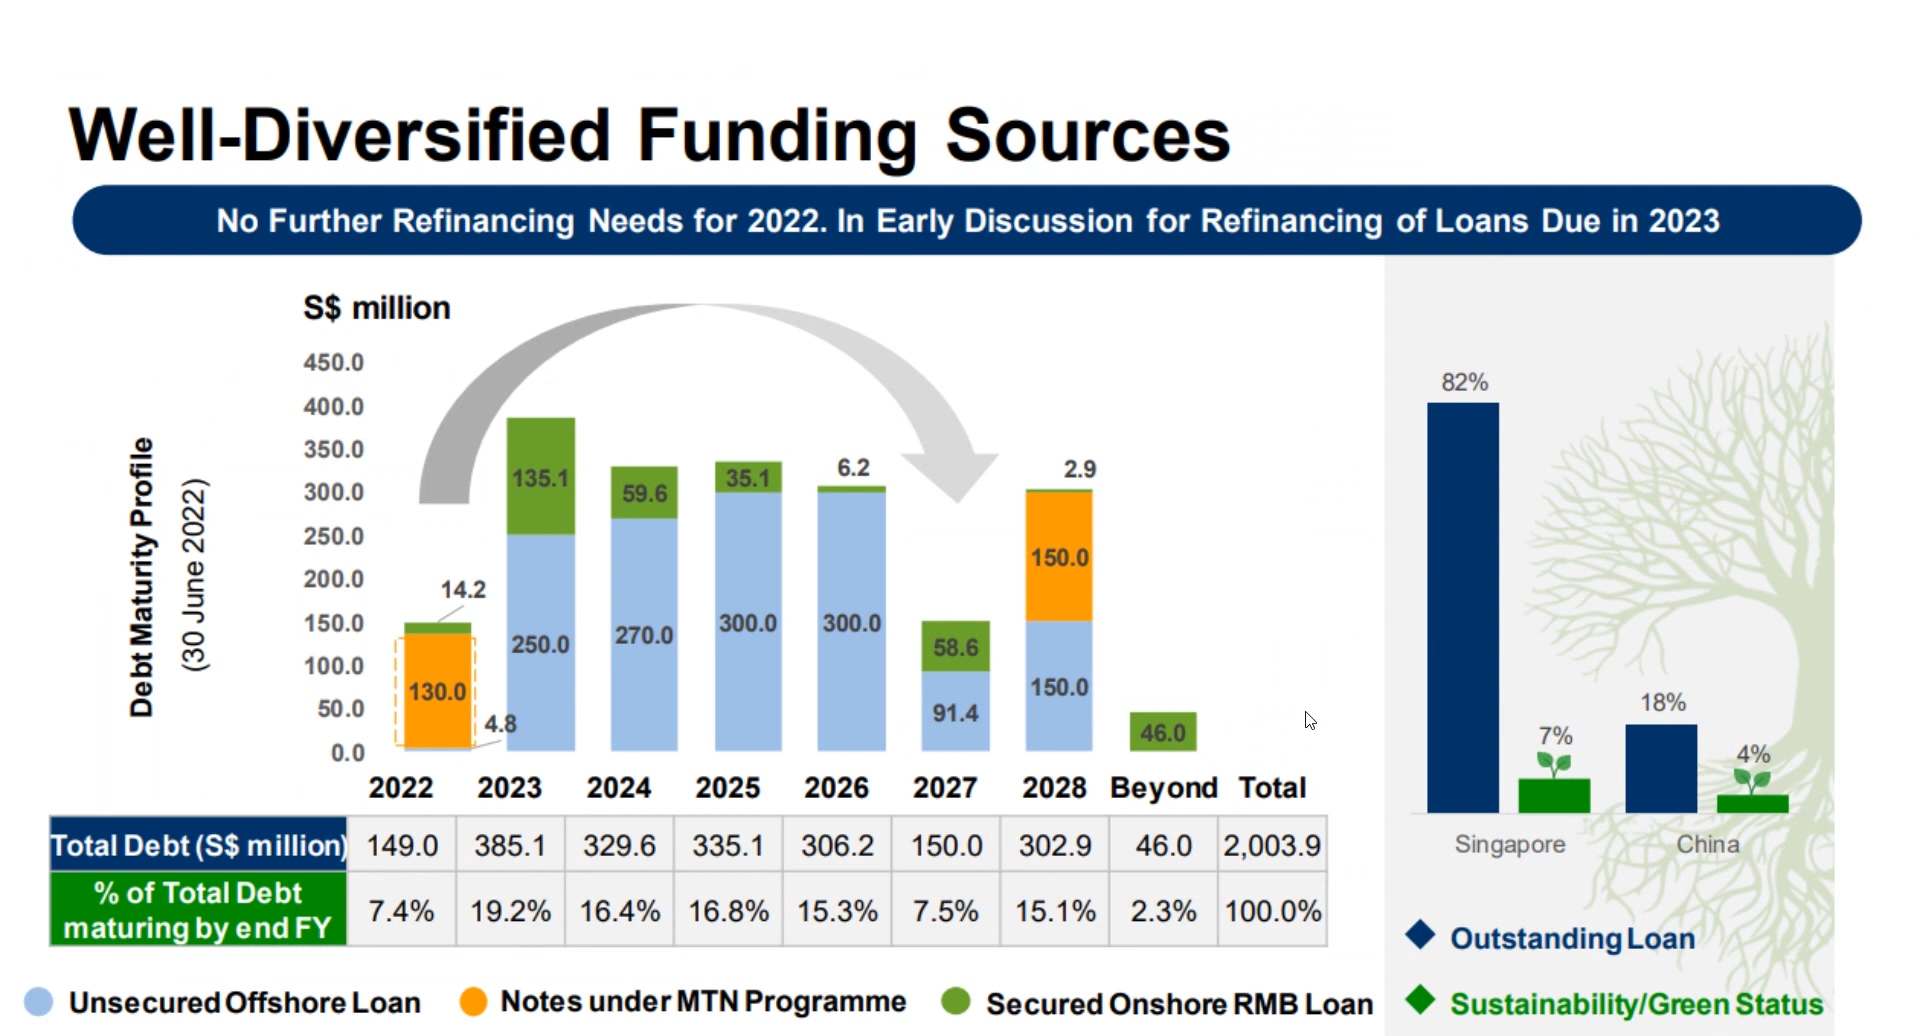 Well-Diversified Funding Sources
No Further Refinancing Needs for 2022. In Early Discussion for Refinancing of Loans Due in 2023
Debt Maturity Profile
(30 June 2022)
S$ million
450.0
400.0
350.0
300.0
250.0
200.0
150.0
100.0
50.0
0.0
14.2
130.0
4.8
135.1
250.0
59.6
270.0
35.1
300.0
6.2
300.0
58.6
91.4
2.9
150.0
150.0
46.0
2022 2023 2024 2025 2026 2027 2028 Beyond Total
Total Debt (S$ million) 149.0 385.1 329.6 335.1 306.2 150.0 302.9 46.0 2,003.9
% of Total Debt
maturing by end FY 7.4% 19.2% 16.4% 16.8% 15.3% 7.5% 15.1% 2.3% 100.0%
Unsecured Offshore Loan Notes under MTN Programme Secured Onshore RMB Loan
82%
7%
18%
4%
Singapore China
Outstanding Loan
Sustainability/Green Status